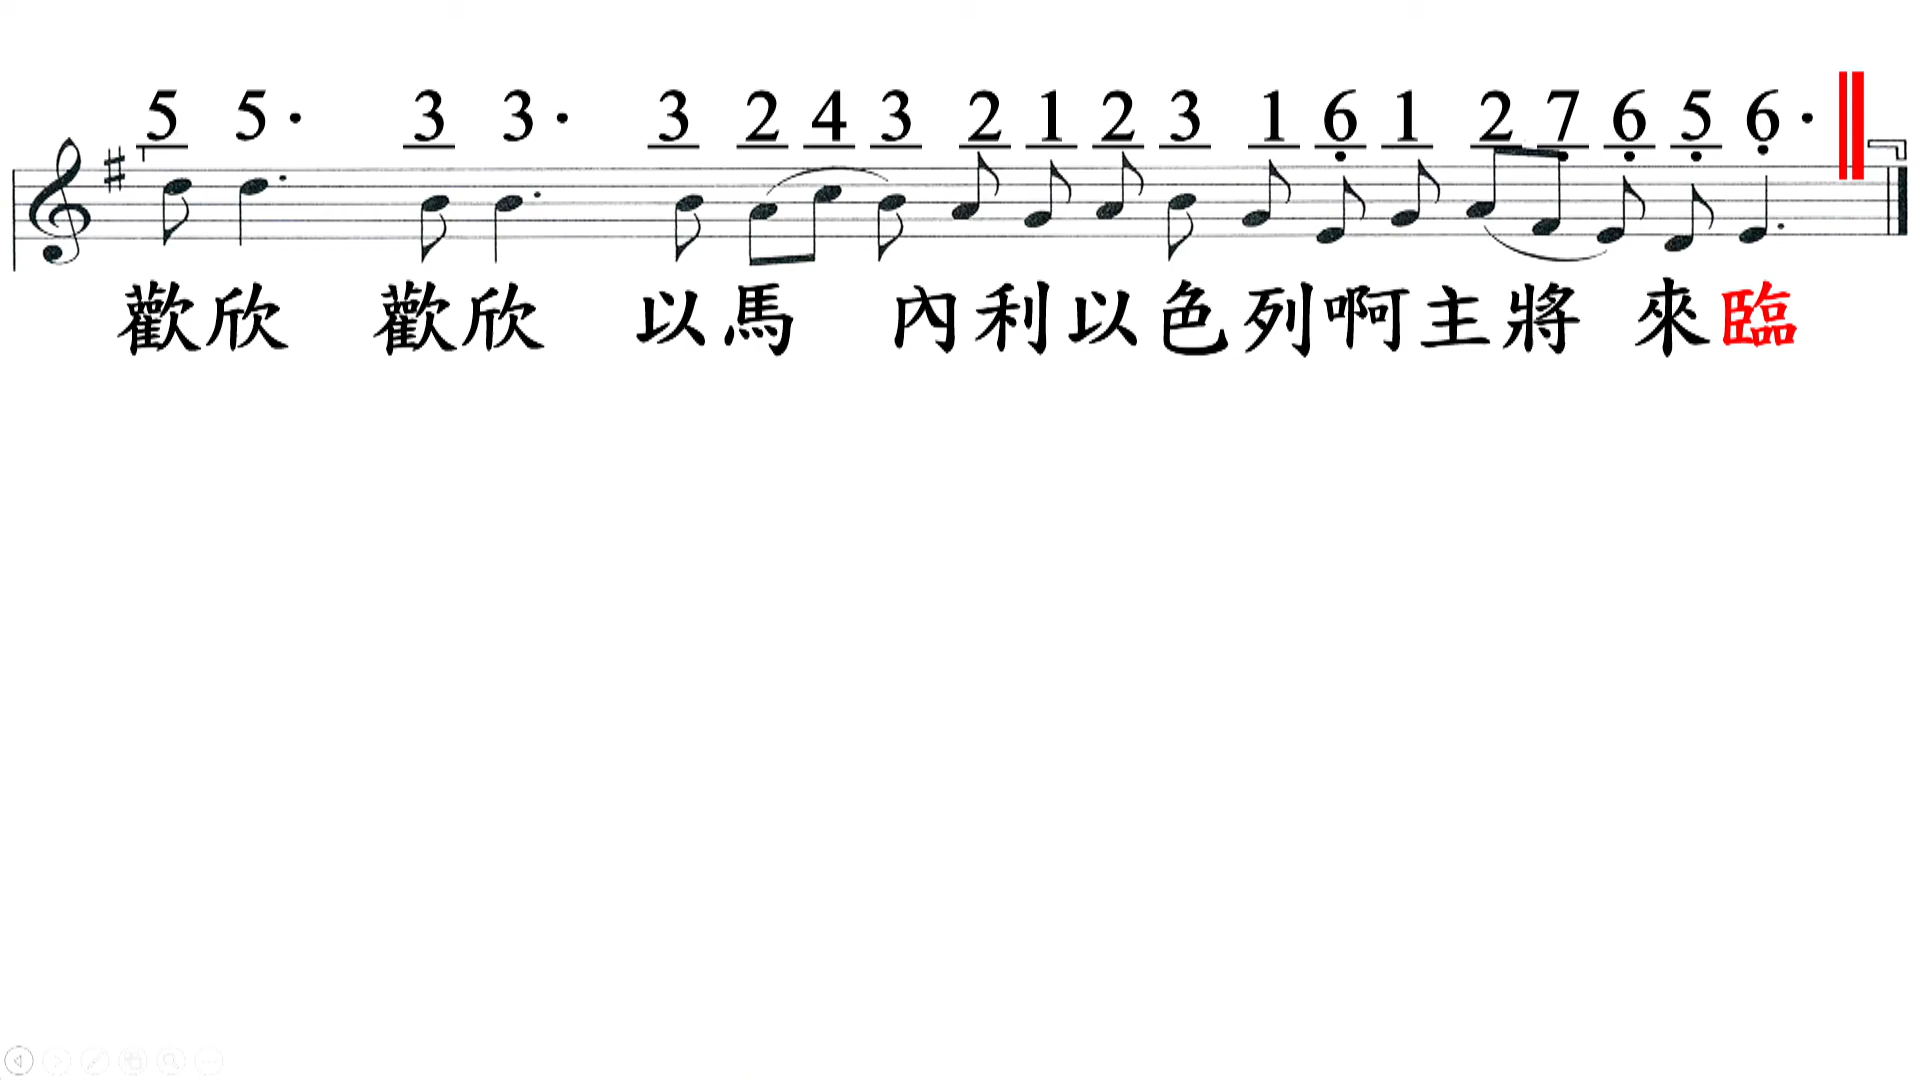 5 5· 3 3· 3 2 4 3 2 1 2 3 1 6̣ 1 2 7̣ 6̣ 5̣ 6̣·
歡欣 歡欣 以馬 內利以色列啊主將 來臨